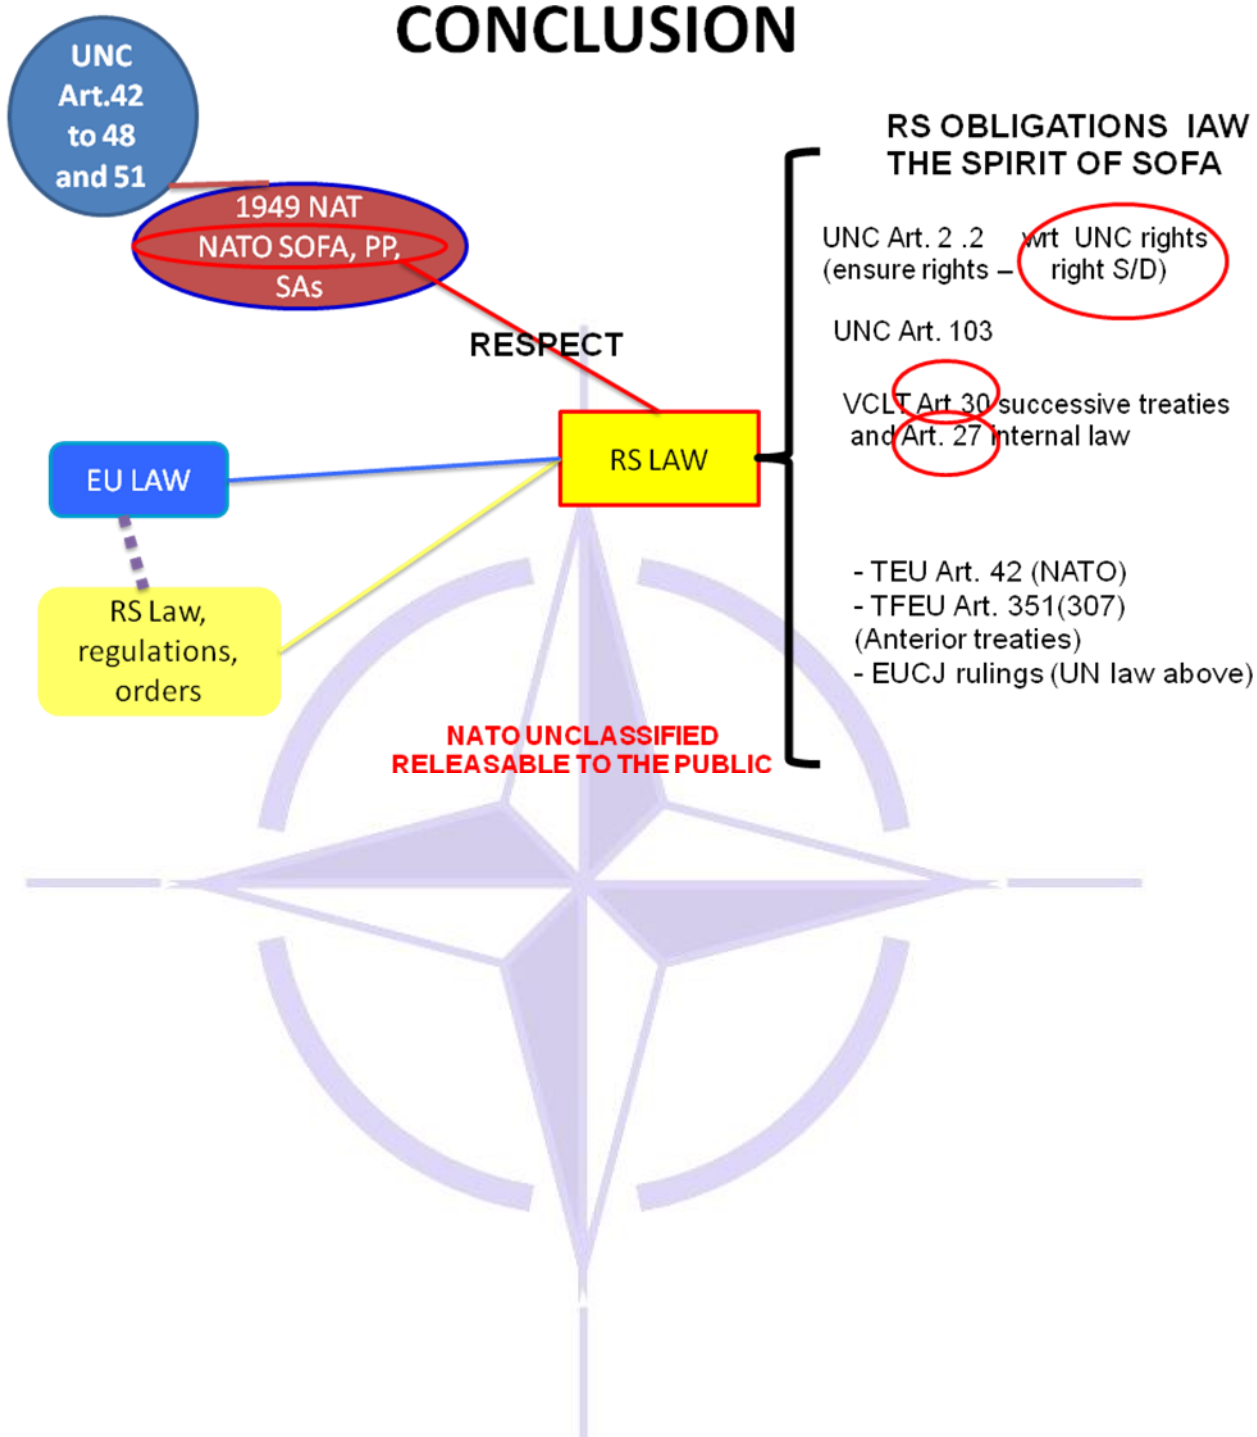 CONCLUSION
UNC
Art.42
to 48
and 51
1949 NAT
NATO SOFA, PP,
SAs
RESPECT
EU LAW
RS Law,
regulations,
orders
RS LAW
RS OBLIGATIONS IAW
THE SPIRIT OF SOFA
UNC Art. 2 .2 wrt UNC rights
(ensure rights – right S/D)
UNC Art. 103
VCLT Art 30 successive treaties
and Art. 27 internal law
- TEU Art. 42 (NATO)
- TFEU Art. 351(307)
(Anterior treaties)
- EUCJ rulings (UN law above)
NATO UNCLASSIFIED
RELEASABLE TO THE PUBLIC